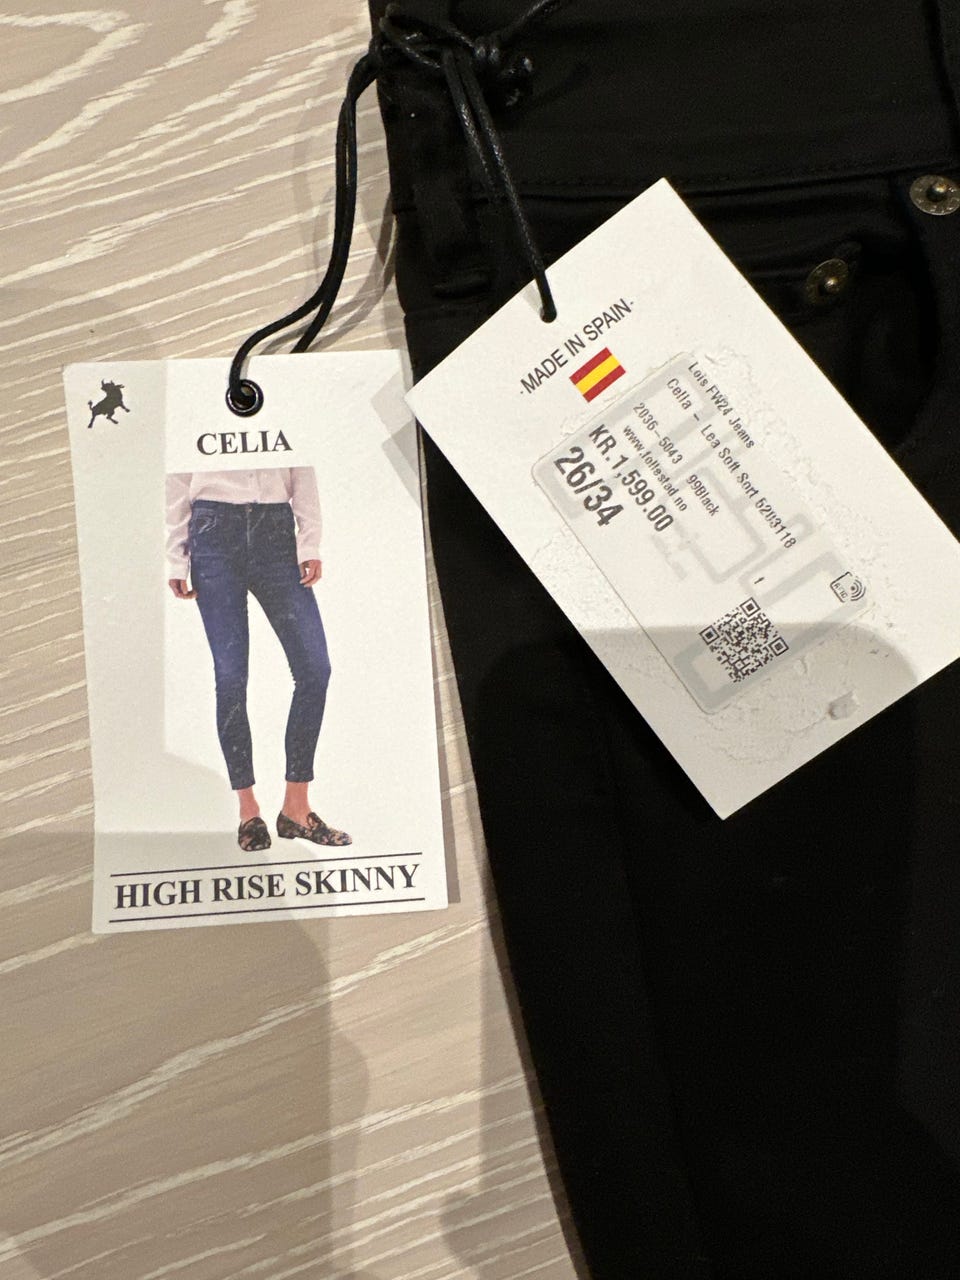 CELIA
HIGH RISE SKINNY
· MADE IN SPAIN ·
Lois FW24 Jeans
Celia - Lea Soft Sort 6203118
2036-5043 99Black
www.follestad.no
KR.1,599.00
26/34